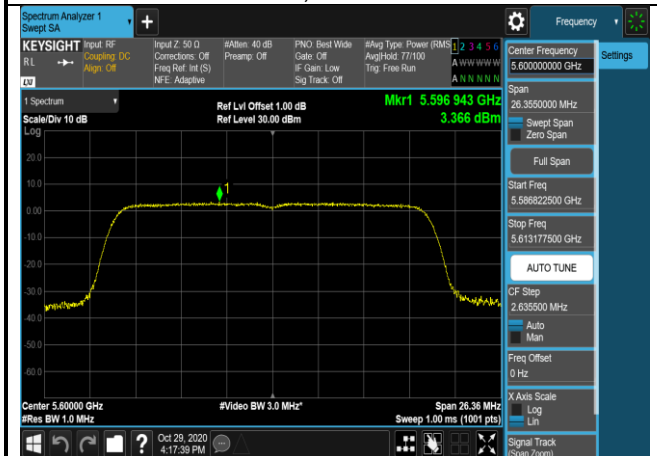 Spectrum Analyzer 1
Swept SA
+
Frequency
KEYSIGHT Input: RF
RL
Coupling: DC
Align: Off
LXI
Input Z: 50 Ω
Corrections: Off
Freq Ref: Int (S)
NFE: Adaptive
#Atten: 40 dB
Preamp: Off
PNO: Best Wide
Gate: Off
IF Gain: Low
Sig Track: Off
#Avg Type: Power (RMS
Avg|Hold: 77/100
Trig: Free Run
1 2 3 4 5 6
A W W W W W
A N N N N N
1 Spectrum
Scale/Div 10 dB
Ref Lvl Offset 1.00 dB
Ref Level 30.00 dBm
Mkr1 5.596 943 GHz
3.366 dBm
Log
20.0
10.0
0.00
-10.0
-20.0
-30.0
-40.0
-50.0
-60.0
1
Center 5.60000 GHz
#Res BW 1.0 MHz
#Video BW 3.0 MHz*
Span 26.36 MHz
Sweep 1.00 ms (1001 pts)
Oct 29, 2020
4:17:39 PM
?
Center Frequency
5.600000000 GHz
Span
26.3550000 MHz
Swept Span
Zero Span
Full Span
Start Freq
5.586822500 GHz
Stop Freq
5.613177500 GHz
AUTO TUNE
CF Step
2.635500 MHz
Auto
Man
Freq Offset
0 Hz
X Axis Scale
Log
Lin
Signal Track
(Span Zoom)
Settings